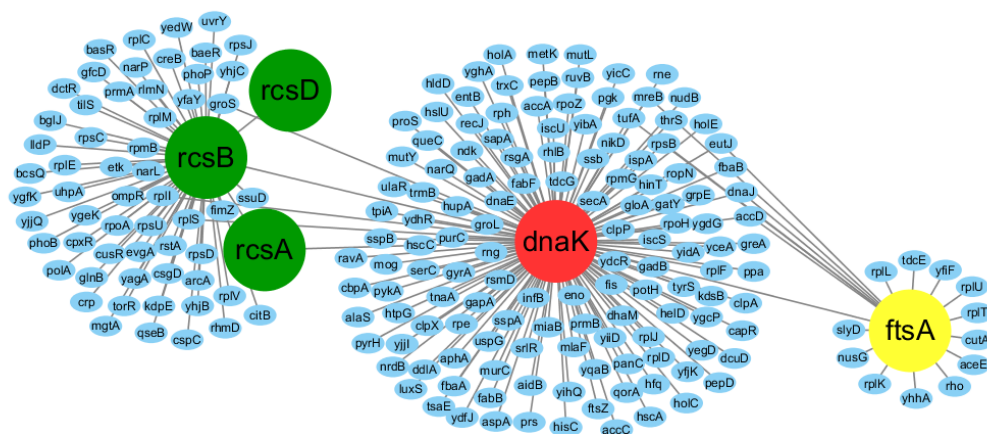 uvrY
yedW
rplC
baeR
rpsJ
basR
narP
creB
phoP
yhjC
gfcD
prmA
rlmN
dctR
tilS
yfaY
groS
rplM
rcsD
bglJ
rpsC
rpmB
lldP
rcsB
bcsQ
rplE
etk
narL
ygfK
uhpA
ompR
rplI
ssuD
fimZ
yjjQ
ygeK
rpoA
rpsU
rplS
phoB
cpxR
cusR
evgA
rstA
rpsD
rcsA
polA
glnB
yagA
csgD
arcA
crp
torR
kdpE
yhjB
rplV
citB
mgtA
qseB
cspC
rhmD
holA
metK
mutL
yghA
trxC
pepB
ruvB
yicC
rne
hldD
entB
accA
rpoZ
pgk
mreB
nudB
hslU
recJ
rph
iscU
yibA
tufA
thrS
holE
proS
queC
ndk
sapA
rsgA
rhlB
nikD
ssb
ispA
rpsB
eutJ
mutY
narQ
gadA
fabF
tdcG
rpmG
hinT
ropN
fbaB
ulaR
trmB
dnaE
secA
gloA
gatY
grpE
dnaJ
tpiA
ydhR
hupA
groL
clpP
rpoH
ygdG
accD
sspB
hscC
purC
dnaK
iscS
yidA
yceA
greA
ravA
mog
rng
ydcR
gadB
rplF
ppa
cbpA
pykA
serC
gyrA
rsmD
fis
potH
tyrS
kdsB
clpA
alaS
htpG
tnaA
gapA
infB
eno
dhaM
helD
ygcP
capR
pyrH
yjjI
clpX
rpe
sspA
miaB
prmB
yiiD
rplJ
yegD
dcuD
nrdB
ddlA
aphA
uspG
srlR
mlaF
yqaB
panC
rplD
yfjK
pepD
luxS
fbaA
murC
aidB
yihQ
qorA
hfq
holC
tsaE
ydfJ
fabB
aspA
prs
hisC
ftsZ
accC
hscA
tdcE
rplL
yfiF
rplU
rplT
slyD
ftsA
cutA
nusG
aceE
rplK
yhhA
rho